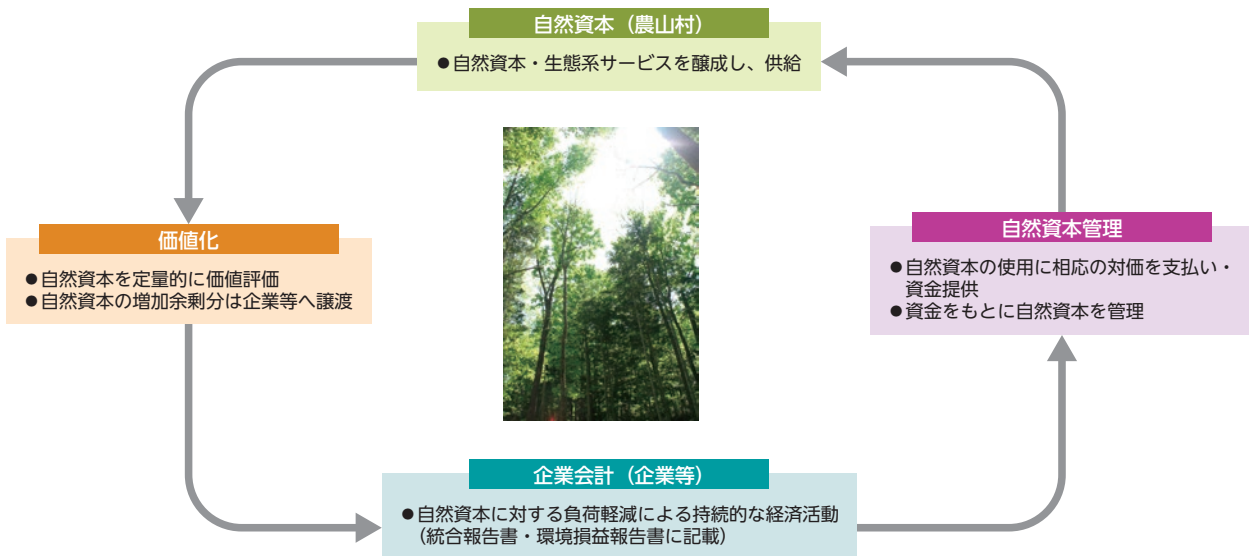 自然資本（農山村）
●自然資本・生態系サービスを醸成し、供給
価値化
●自然資本を定量的に価値評価
●自然資本の増加余剰分は企業等へ譲渡
自然資本管理
●自然資本の使用に相応の対価を支払い・
資金提供
●資金をもとに自然資本を管理
企業会計（企業等）
●自然資本に対する負荷軽減による持続的な経済活動
（統合報告書・環境損益報告書に記載）